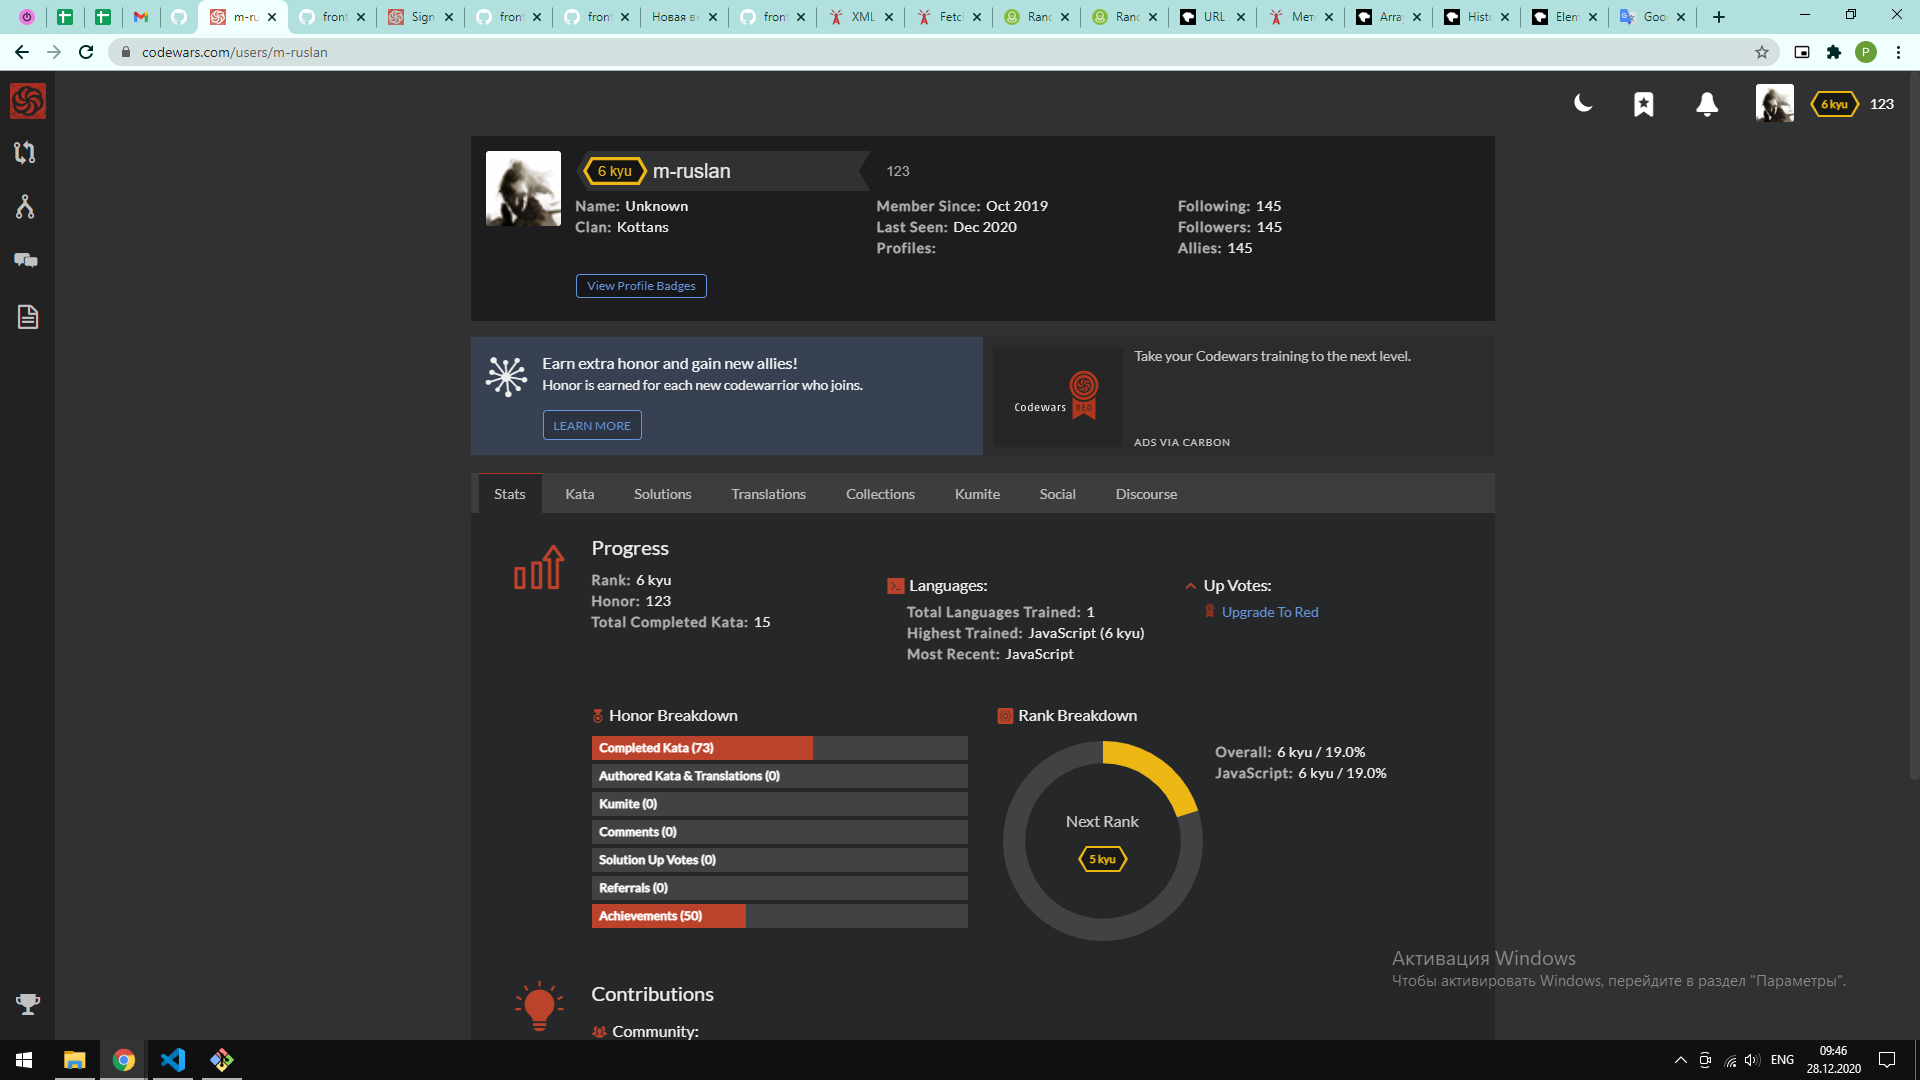 m-ru
front
Sign
front
front
Новая в
front
XML
Fetc
Ranc
Ranc
URL
Мет
Arra
Hist
Elem
Goo
codewars.com/users/m-ruslan
P
6 kyu 123
6 kyu m-ruslan 123
Name: Unknown
Clan: Kottans
Member Since: Oct 2019
Last Seen: Dec 2020
Profiles:
Following: 145
Followers: 145
Allies: 145
View Profile Badges
Earn extra honor and gain new allies!
Honor is earned for each new codewarrior who joins.
LEARN MORE
Codewars RED
Take your Codewars training to the next level.
ADS VIA CARBON
Stats Kata Solutions Translations Collections Kumite Social Discourse
Progress
Rank: 6 kyu
Honor: 123
Total Completed Kata: 15
Languages:
Total Languages Trained: 1
Highest Trained: JavaScript (6 kyu)
Most Recent: JavaScript
Up Votes:
Upgrade To Red
Honor Breakdown
Completed Kata (73)
Authored Kata & Translations (0)
Kumite (0)
Comments (0)
Solution Up Votes (0)
Referrals (0)
Achievements (50)
Rank Breakdown
Next Rank
5 kyu
Overall: 6 kyu / 19.0%
JavaScript: 6 kyu / 19.0%
Contributions
Community:
Активация Windows
Чтобы активировать Windows, перейдите в раздел "Параметры".
ENG
09:46
28.12.2020